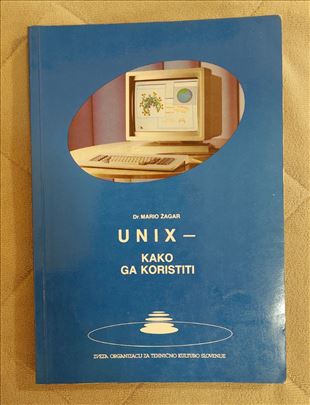 Dr. MARIO ŽAGAR
UNIX –
KAKO
GA KORISTITI
ZVEZA ORGANIZACIJ ZA TEHNIČNO KULTURO SLOVENIJE